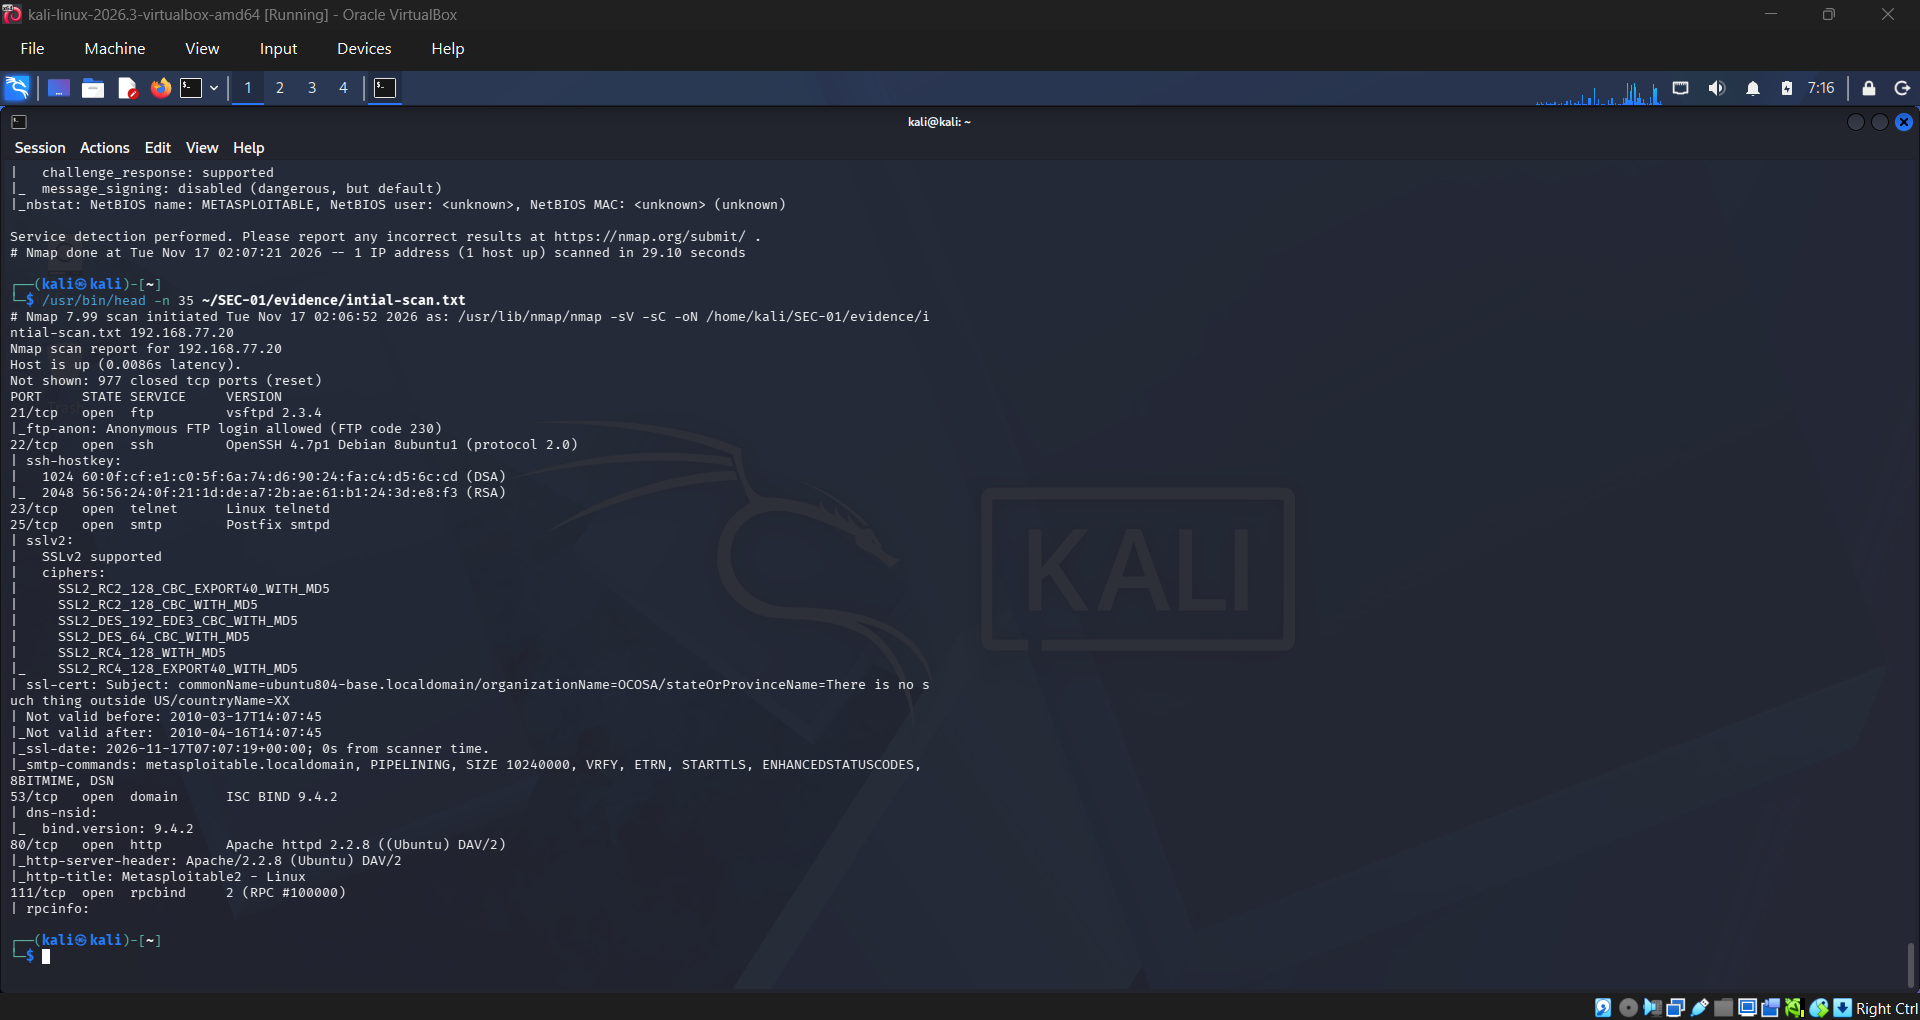 kali-linux-2026.3-virtualbox-amd64 [Running] - Oracle VirtualBox
File Machine View Input Devices Help
1 2 3 4 7:16
kali@kali: ~
Session Actions Edit View Help
|   challenge_response: supported
|_  message_signing: disabled (dangerous, but default)
|_nbstat: NetBIOS name: METASPLOITABLE, NetBIOS user: <unknown>, NetBIOS MAC: <unknown> (unknown)
Service detection performed. Please report any incorrect results at https://nmap.org/submit/ .
# Nmap done at Tue Nov 17 02:07:21 2026 -- 1 IP address (1 host up) scanned in 29.10 seconds
┌──(kali㉿kali)-[~]
└─$ /usr/bin/head -n 35 ~/SEC-01/evidence/intial-scan.txt
# Nmap 7.99 scan initiated Tue Nov 17 02:06:52 2026 as: /usr/lib/nmap/nmap -sV -sC -oN /home/kali/SEC-01/evidence/i
ntial-scan.txt 192.168.77.20
Nmap scan report for 192.168.77.20
Host is up (0.0086s latency).
Not shown: 977 closed tcp ports (reset)
PORT     STATE SERVICE     VERSION
21/tcp   open  ftp         vsftpd 2.3.4
|_ftp-anon: Anonymous FTP login allowed (FTP code 230)
22/tcp   open  ssh         OpenSSH 4.7p1 Debian 8ubuntu1 (protocol 2.0)
| ssh-hostkey:
|   1024 60:0f:cf:e1:c0:5f:6a:74:d6:90:24:fa:c4:d5:6c:cd (DSA)
|_  2048 56:56:24:0f:21:1d:de:a7:2b:ae:61:b1:24:3d:e8:f3 (RSA)
23/tcp   open  telnet      Linux telnetd
25/tcp   open  smtp        Postfix smtpd
| sslv2:
|   SSLv2 supported
|   ciphers:
|     SSL2_RC2_128_CBC_EXPORT40_WITH_MD5
|     SSL2_RC2_128_CBC_WITH_MD5
|     SSL2_DES_192_EDE3_CBC_WITH_MD5
|     SSL2_DES_64_CBC_WITH_MD5
|     SSL2_RC4_128_WITH_MD5
|_    SSL2_RC4_128_EXPORT40_WITH_MD5
| ssl-cert: Subject: commonName=ubuntu804-base.localdomain/organizationName=OCOSA/stateOrProvinceName=There is no s
uch thing outside US/countryName=XX
| Not valid before: 2010-03-17T14:07:45
|_Not valid after:  2010-04-16T14:07:45
|_ssl-date: 2026-11-17T07:07:19+00:00; 0s from scanner time.
|_smtp-commands: metasploitable.localdomain, PIPELINING, SIZE 10240000, VRFY, ETRN, STARTTLS, ENHANCEDSTATUSCODES,
8BITMIME, DSN
53/tcp   open  domain      ISC BIND 9.4.2
| dns-nsid:
|_  bind.version: 9.4.2
80/tcp   open  http        Apache httpd 2.2.8 ((Ubuntu) DAV/2)
|_http-server-header: Apache/2.2.8 (Ubuntu) DAV/2
|_http-title: Metasploitable2 - Linux
111/tcp  open  rpcbind     2 (RPC #100000)
| rpcinfo:
┌──(kali㉿kali)-[~]
└─$
KALI
Right Ctrl